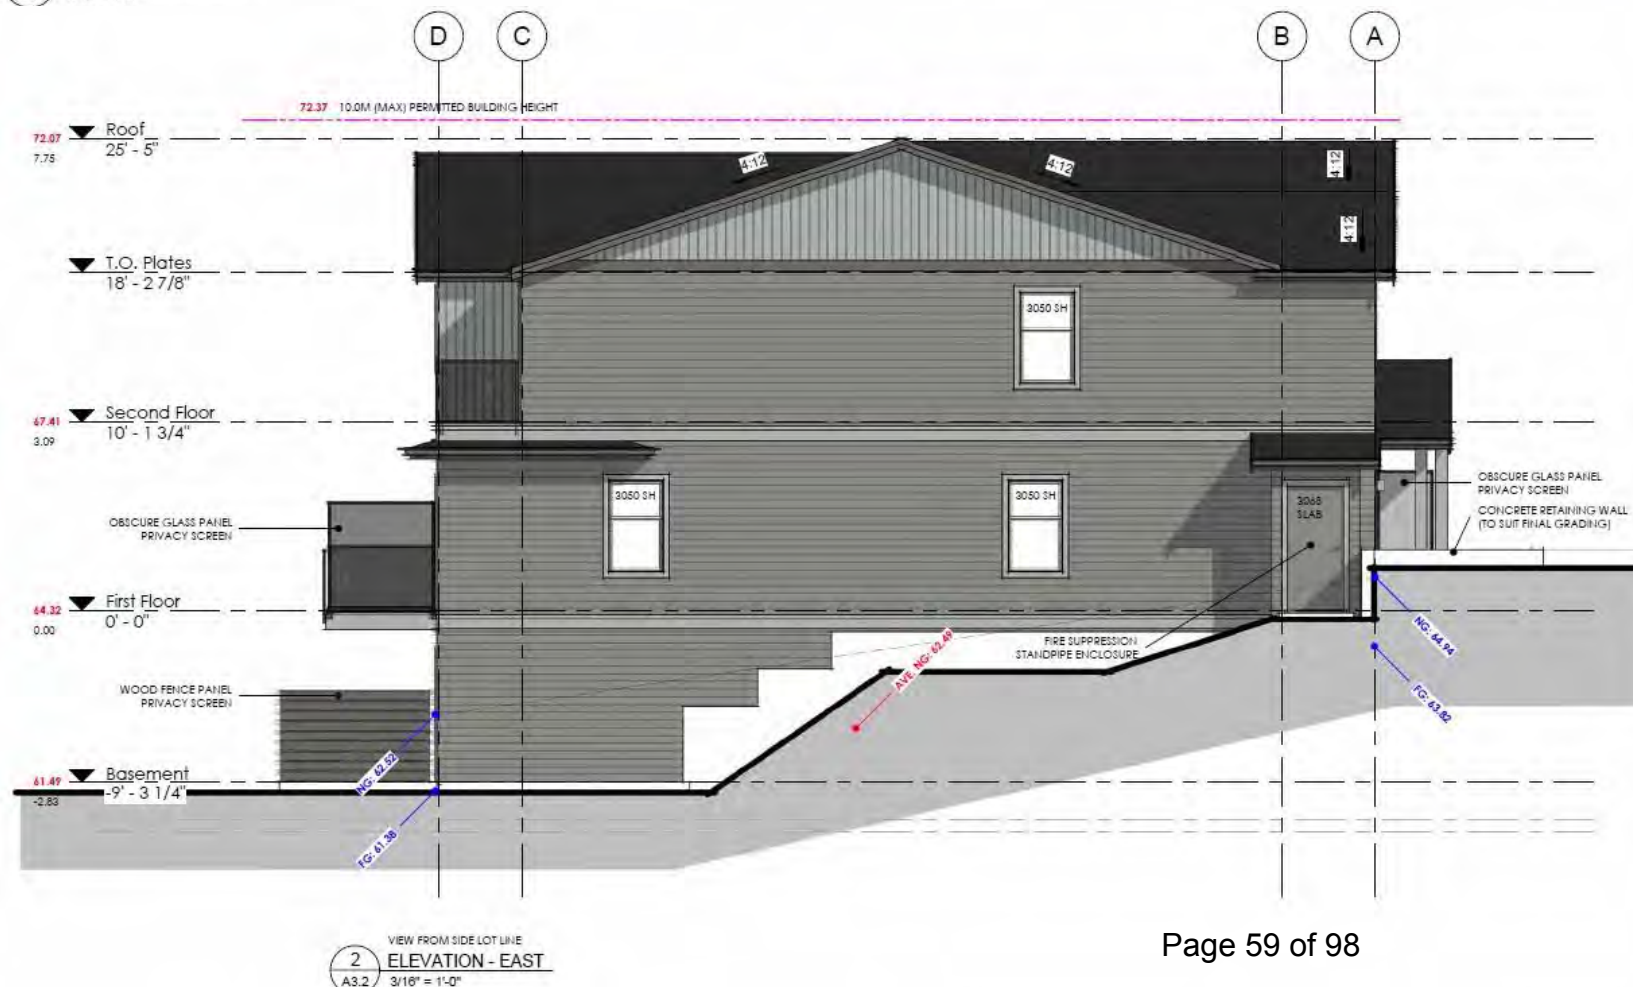 D
C
B
A
72.37 10.0M (MAX) PERMITTED BUILDING HEIGHT
72.07 Roof
7.75 25' - 5"
4:12
4:12
4:12
4:12
T.O. Plates
18' - 2 7/8"
3050 SH
67.41 Second Floor
3.09 10' - 1 3/4"
3050 SH
3050 SH
3068
SLAB
OBSCURE GLASS PANEL
PRIVACY SCREEN
CONCRETE RETAINING WALL
(TO SUIT FINAL GRADING)
OBSCURE GLASS PANEL
PRIVACY SCREEN
64.32 First Floor
0.00 0' - 0"
FIRE SUPPRESSION
STANDPIPE ENCLOSURE
NG: 64.94
FG: 63.82
AVE. NG: 62.49
WOOD FENCE PANEL
PRIVACY SCREEN
NG: 62.52
61.49 Basement
-2.83 -9' - 3 1/4"
FG: 61.38
VIEW FROM SIDE LOT LINE
2 ELEVATION - EAST
A3.2 3/16" = 1'-0"
Page 59 of 98